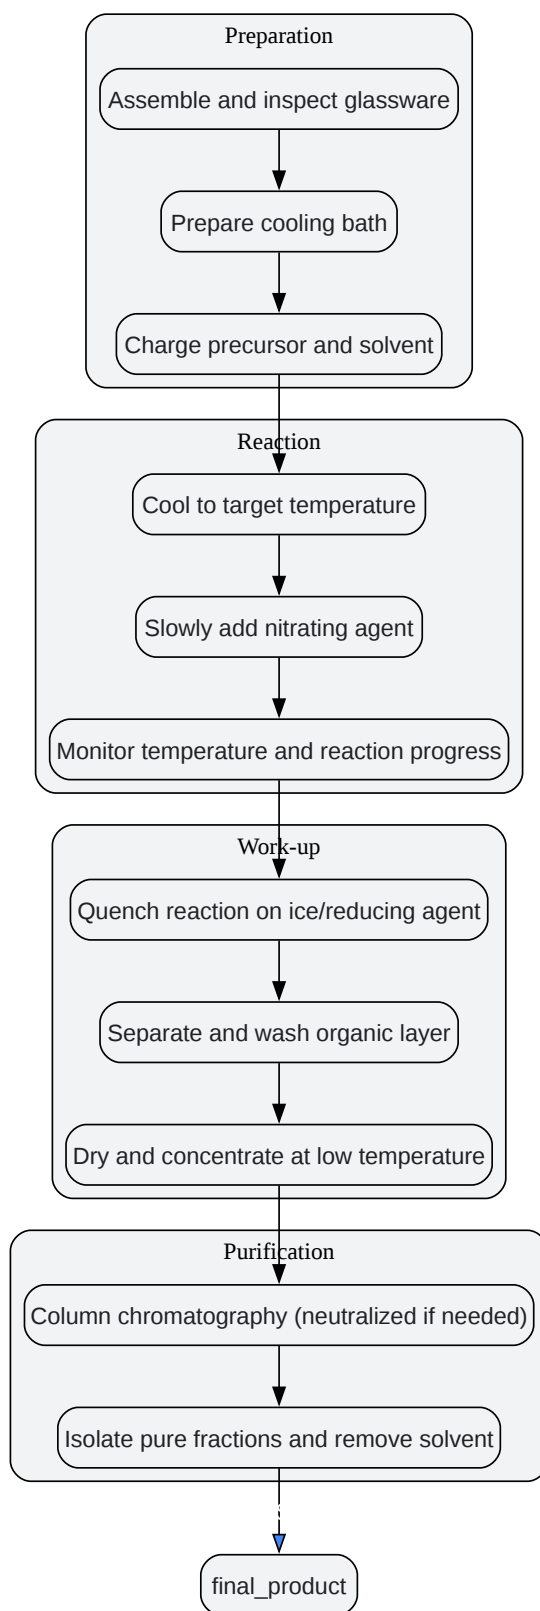 Preparation
Assemble and inspect glassware
Prepare cooling bath
Charge precursor and solvent
Reaction
Cool to target temperature
Slowly add nitrating agent
Monitor temperature and reaction progress
Work-up
Quench reaction on ice/reducing agent
Separate and wash organic layer
Dry and concentrate at low temperature
Purification
Column chromatography (neutralized if needed)
Isolate pure fractions and remove solvent
final_product